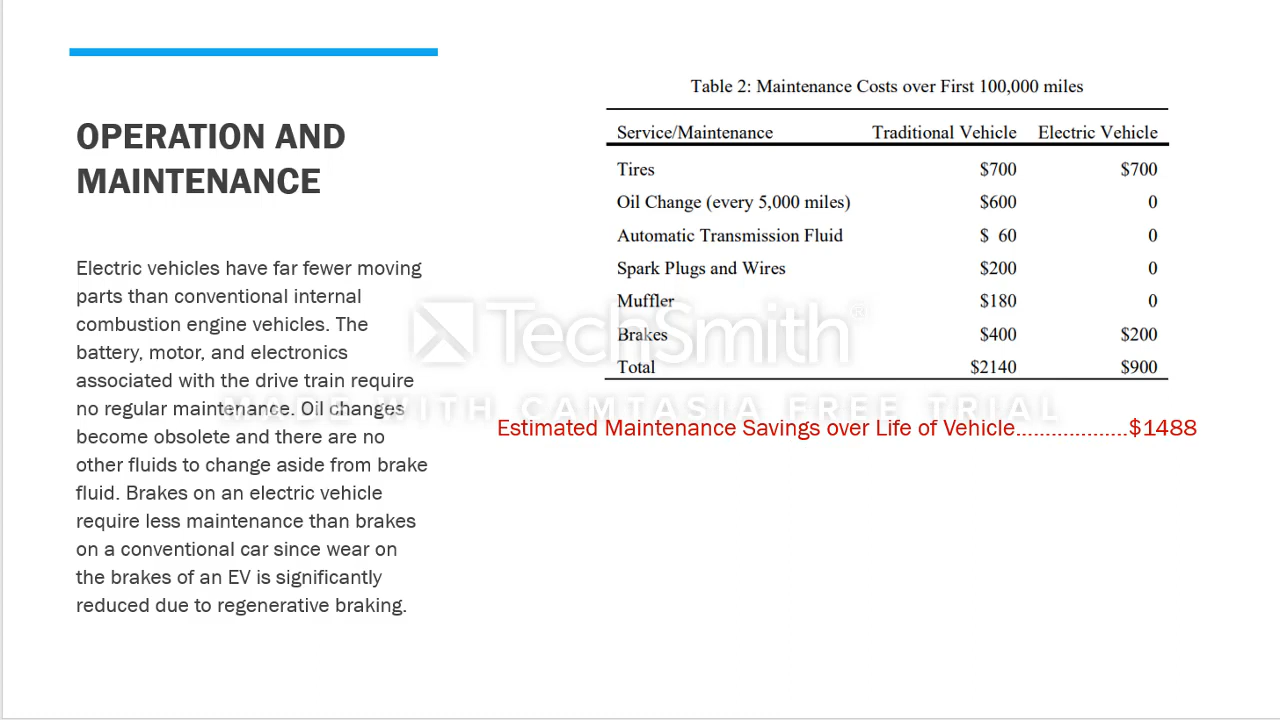 OPERATION AND
MAINTENANCE
Electric vehicles have far fewer moving
parts than conventional internal
combustion engine vehicles. The
battery, motor, and electronics
associated with the drive train require
no regular maintenance. Oil changes
become obsolete and there are no
other fluids to change aside from brake
fluid. Brakes on an electric vehicle
require less maintenance than brakes
on a conventional car since wear on
the brakes of an EV is significantly
reduced due to regenerative braking.
Table 2: Maintenance Costs over First 100,000 miles
Service/Maintenance Traditional Vehicle Electric Vehicle
Tires $700 $700
Oil Change (every 5,000 miles) $600 0
Automatic Transmission Fluid $ 60 0
Spark Plugs and Wires $200 0
Muffler $180 0
Brakes $400 $200
Total $2140 $900
Estimated Maintenance Savings over Life of Vehicle...................$1488
TechSmith®
MADE WITH CAMTASIA FREE TRIAL